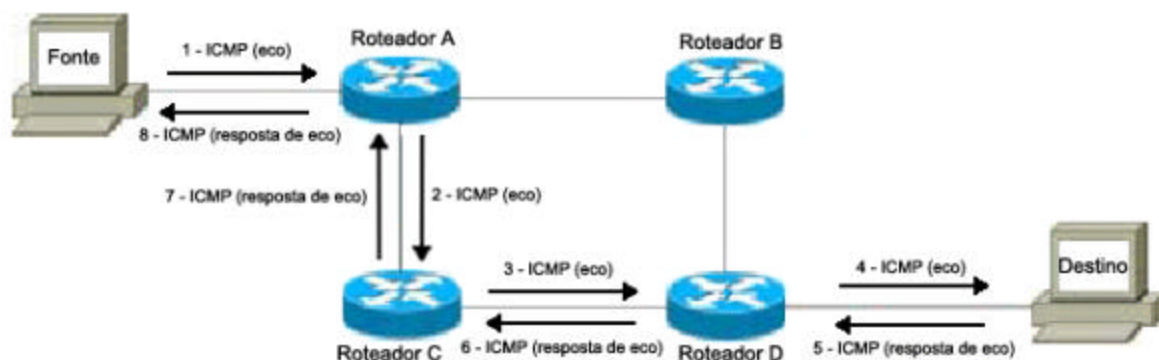 Fonte
1 - ICMP (eco)
Roteador A
Roteador B
8 - ICMP (resposta de eco)
7 - ICMP (resposta de eco)
2 - ICMP (eco)
3 - ICMP (eco)
4 - ICMP (eco)
Destino
Roteador C
6 - ICMP (resposta de eco)
Roteador D
5 - ICMP (resposta de eco)